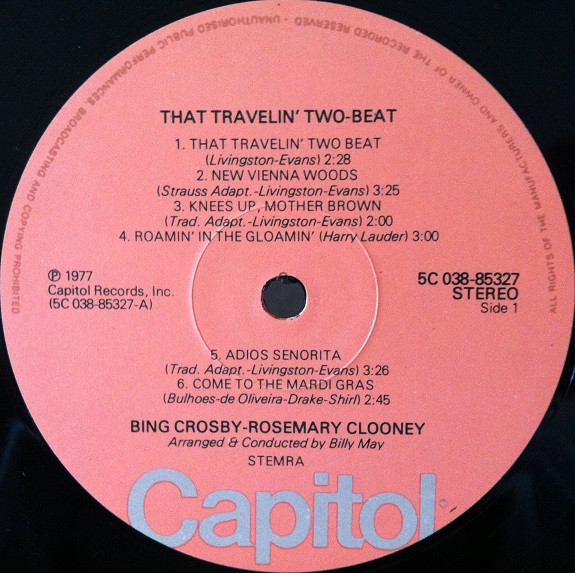 ALL RIGHTS OF THE MANUFACTURERS AND OWNER OF THE RECORDED RESERVED - UNAUTHORISED PUBLIC PERFORMANCES, BROADCASTING AND COPYING PROHIBITED
THAT TRAVELIN' TWO-BEAT
1. THAT TRAVELIN' TWO BEAT
(Livingston-Evans) 2:28
2. NEW VIENNA WOODS
(Strauss Adapt.-Livingston-Evans) 3:25
3. KNEES UP, MOTHER BROWN
(Trad. Adapt.-Livingston-Evans) 2:00
4. ROAMIN' IN THE GLOAMIN' (Harry Lauder) 3:00
℗ 1977
Capitol Records, Inc.
(5C 038-85327-A)
5C 038-85327
STEREO
Side 1
5. ADIOS SENORITA
(Trad. Adapt.-Livingston-Evans) 3:26
6. COME TO THE MARDI GRAS
(Bulhoes-de Oliveira-Drake-Shirl) 2:45
BING CROSBY-ROSEMARY CLOONEY
Arranged & Conducted by Billy May
STEMRA
Capitol